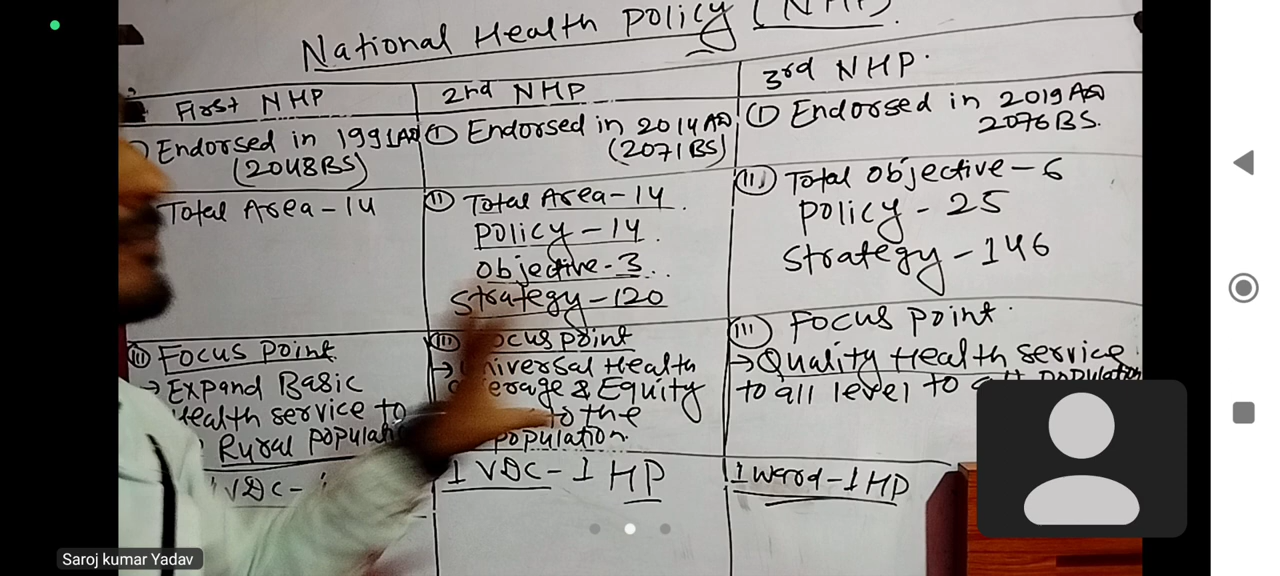 National Health Policy (NHP).
First NHP
Endorsed in 1991AD
(2048BS)
Total Area-14
(III) Focus Point.
→ Expand Basic
Health service to
Rural
VDC-
2nd NHP
(I) Endorsed in 2014AD
(2071BS)
(II) Total Area-14.
Policy-14.
Objective-3..
Strategy-120
Focus point
→ Universal Health
& Equity
to the
population.
1 VDC-1 HP
3rd NHP.
(I) Endorsed in 2019AD
2076BS.
(II) Total objective-6
policy-25
Strategy-146
(III) Focus point.
→Quality Health service
to all level to population
1 Ward-1 HP
Saroj kumar Yadav